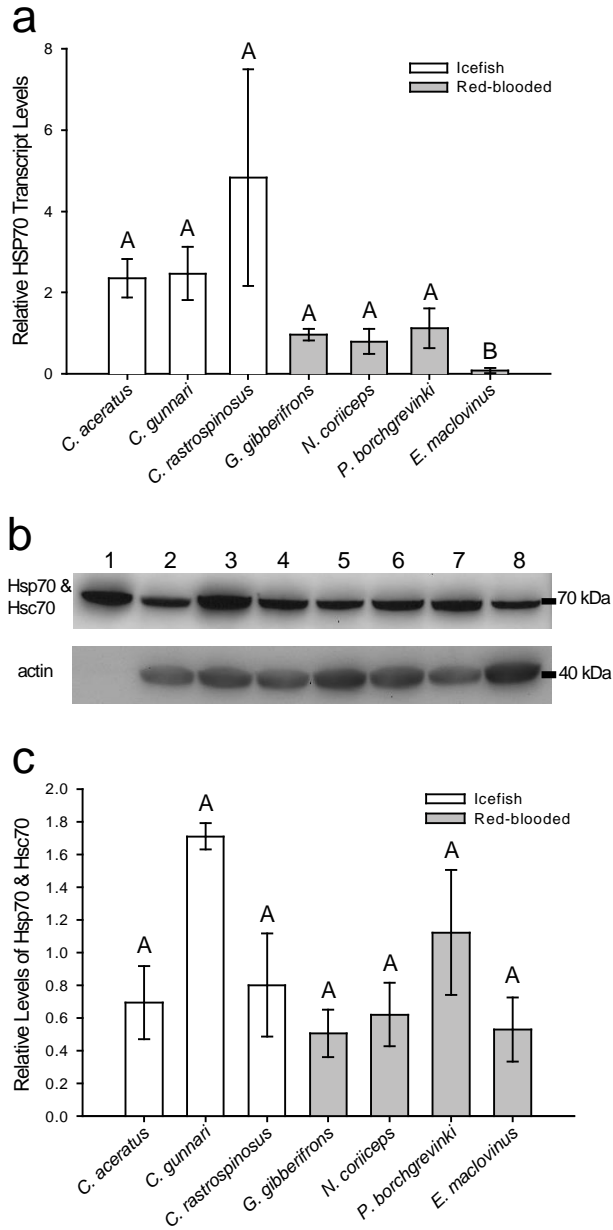 a
Relative HSP70 Transcript Levels
8
6
4
2
0
A
A
A
A
A
A
B
Icefish
Red-blooded
C. aceratus
C. gunnari
C. rastrospinosus
G. gibberifrons
N. coriiceps
P. borchgrevinki
E. maclovinus
b
1 2 3 4 5 6 7 8
Hsp70 &
Hsc70
70 kDa
actin
40 kDa
c
Relative Levels of Hsp70 & Hsc70
2.0
1.8
1.6
1.4
1.2
1.0
0.8
0.6
0.4
0.2
0.0
A
A
A
A
A
A
A
Icefish
Red-blooded
C. aceratus
C. gunnari
C. rastrospinosus
G. gibberifrons
N. coriiceps
P. borchgrevinki
E. maclovinus